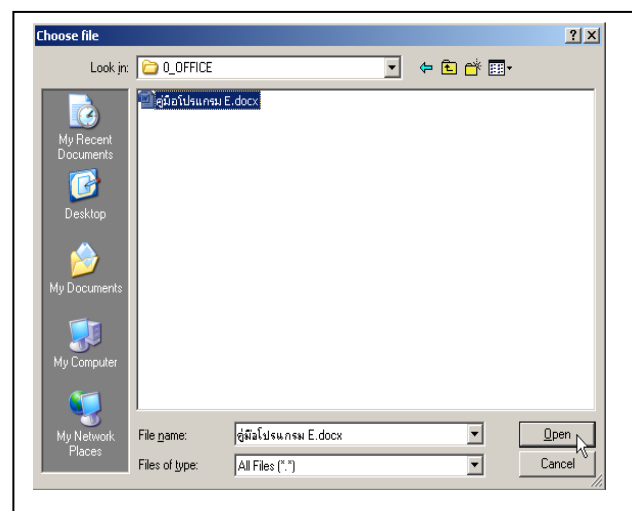 Choose file
Look in: 0_OFFICE
คู่มือโปรแกรม E.docx
My Recent
Documents
Desktop
My Documents
My Computer
My Network
Places
File name: คู่มือโปรแกรม E.docx
Open
Files of type: All Files (*.*)
Cancel